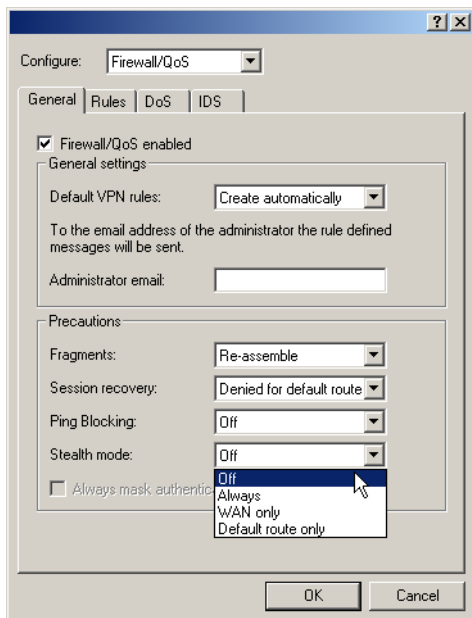 Configure: Firewall/QoS
General Rules DoS IDS
Firewall/QoS enabled
General settings
Default VPN rules: Create automatically
To the email address of the administrator the rule defined
messages will be sent.
Administrator email:
Precautions
Fragments: Re-assemble
Session recovery: Denied for default route
Ping Blocking: Off
Stealth mode: Off
Off
Always mask authentic
Always
WAN only
Default route only
OK Cancel